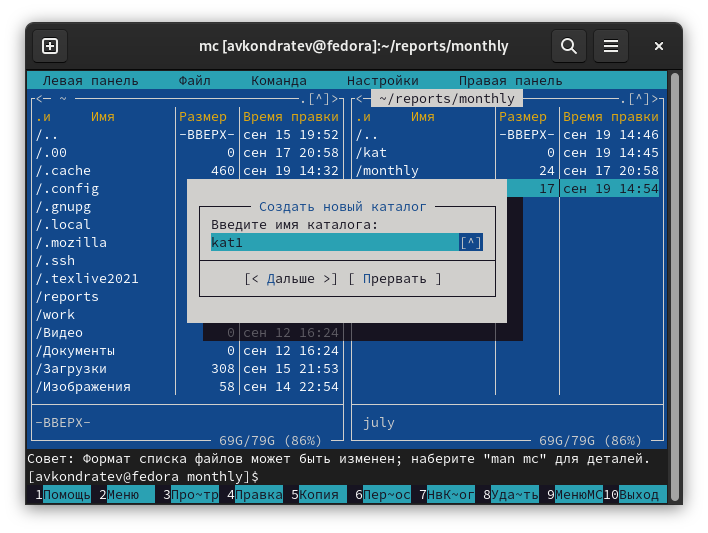 mc [avkondratev@fedora]:~/reports/monthly
Левая панель Файл Команда Настройки Правая панель
<— ~ .[^]> <— ~/reports/monthly .[^]>
.и Имя Размер Время правки .и Имя Размер Время правки
/.. -ВВЕРХ- сен 15 19:52 /.. -ВВЕРХ- сен 19 14:46
/.00 0 сен 17 20:58 /kat 0 сен 19 14:45
/.cache 460 сен 19 14:32 /monthly 24 сен 17 20:58
/.config 17 сен 19 14:54
/.gnupg Создать новый каталог
/.local Введите имя каталога:
/.mozilla kat1 [^]
/.ssh
/.texlive2021 [< Дальше >] [ Прервать ]
/reports
/work
/Видео 0 сен 12 16:24
/Документы 0 сен 12 16:24
/Загрузки 308 сен 15 21:53
/Изображения 58 сен 14 22:54
-ВВЕРХ- july
69G/79G (86%) 69G/79G (86%)
Совет: Формат списка файлов может быть изменен; наберите "man mc" для деталей.
[avkondratev@fedora monthly]$
1Помощь 2Меню 3Про~тр 4Правка 5Копия 6Пер~ос 7НвК~ог 8Уда~ть 9МенюМС 10Выход